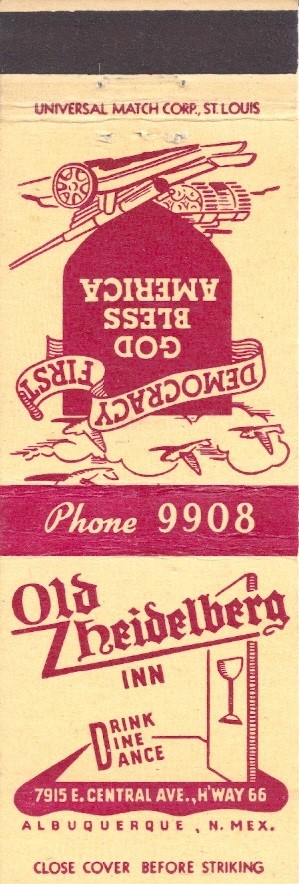 UNIVERSAL MATCH CORP., ST. LOUIS
GOD
BLESS
AMERICA
DEMOCRACY FIRST
Phone 9908
Old
Heidelberg
INN
DRINK
DINE
DANCE
7915 E. CENTRAL AVE., H'WAY 66
ALBUQUERQUE, N. MEX.
CLOSE COVER BEFORE STRIKING